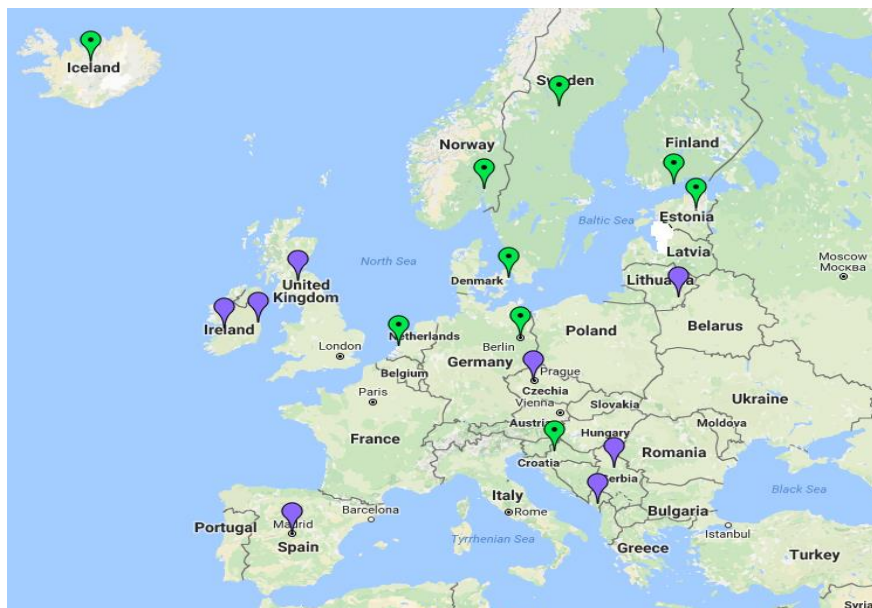 Iceland
Sweden
Norway
Finland
Estonia
Baltic Sea
Latvia
Moscow
Москва
North Sea
Denmark
Lithuania
United
Kingdom
Ireland
Belarus
Netherlands
Poland
London
Berlin
Germany
Belgium
Prague
Czechia
Paris
Vienna
Slovakia
Ukraine
Moldova
Austria
Hungary
France
Croatia
Romania
Serbia
Italy
Black Sea
Barcelona
Rome
Bulgaria
Portugal
Madrid
Istanbul
Spain
Tyrrhenian Sea
Greece
Turkey
Syria